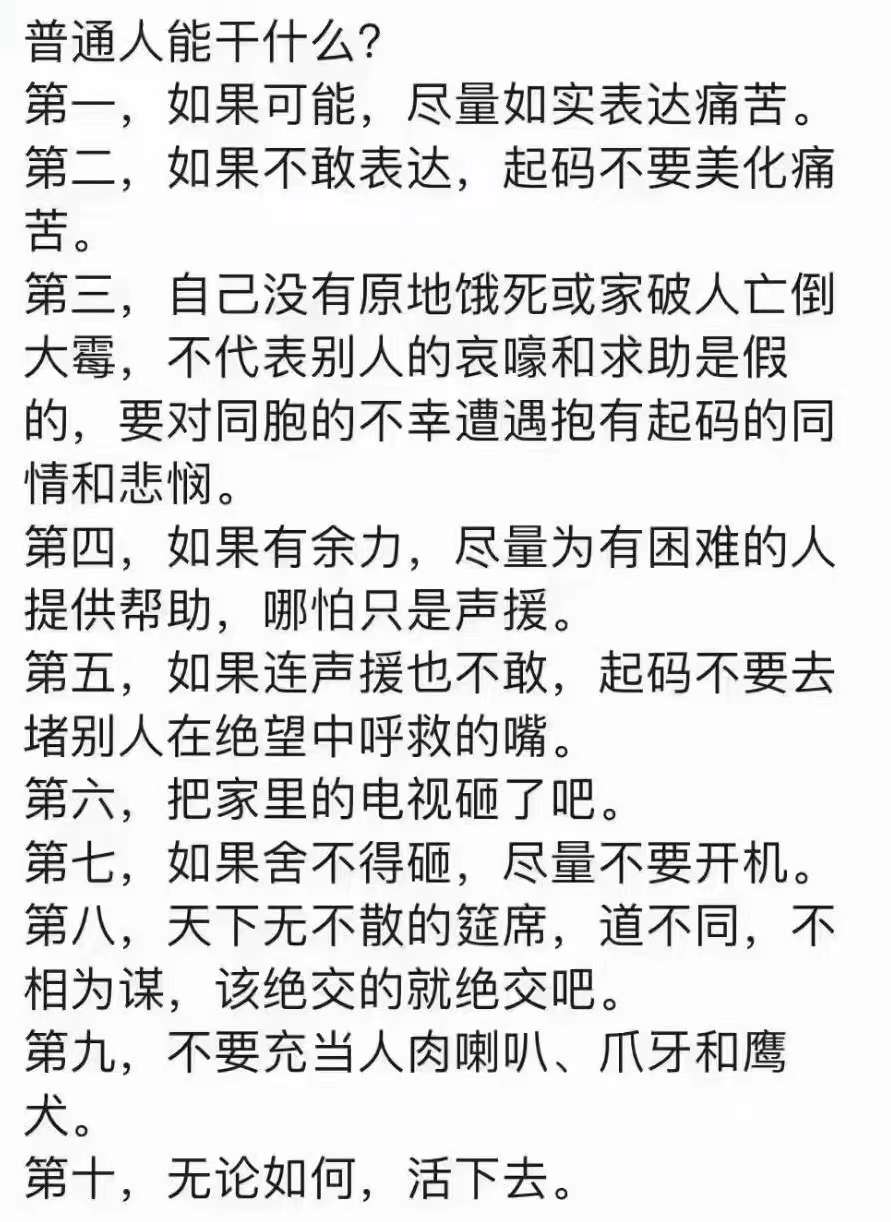 普通人能干什么？
第一，如果可能，尽量如实表达痛苦。
第二，如果不敢表达，起码不要美化痛
苦。
第三，自己没有原地饿死或家破人亡倒
大霉，不代表别人的哀嚎和求助是假
的，要对同胞的不幸遭遇抱有起码的同
情和悲悯。
第四，如果有余力，尽量为有困难的人
提供帮助，哪怕只是声援。
第五，如果连声援也不敢，起码不要去
堵别人在绝望中呼救的嘴。
第六，把家里的电视砸了吧。
第七，如果舍不得砸，尽量不要开机。
第八，天下无不散的筵席，道不同，不
相为谋，该绝交的就绝交吧。
第九，不要充当人肉喇叭、爪牙和鹰
犬。
第十，无论如何，活下去。